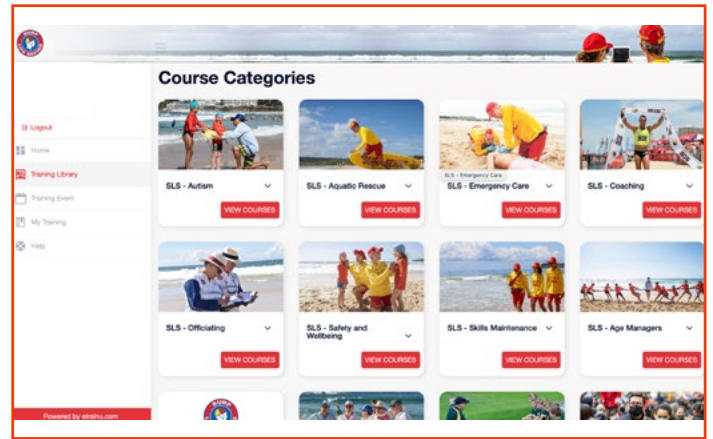 Course Categories
Logout
Home
Training Library
Training Event
My Training
Help
SLS - Autism
VIEW COURSES
SLS - Aquatic Rescue
VIEW COURSES
SLS - Emergency Care
SLS - Emergency Care
VIEW COURSES
SLS - Coaching
VIEW COURSES
SLS - Officiating
VIEW COURSES
SLS - Safety and
Wellbeing
VIEW COURSES
SLS - Skills Maintenance
VIEW COURSES
SLS - Age Managers
VIEW COURSES
SURF
Powered by etrainu.com